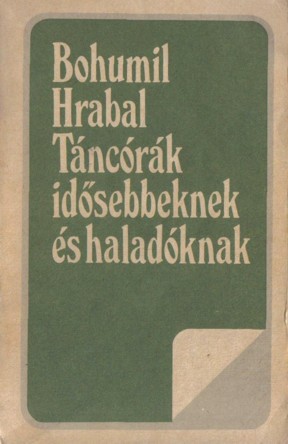 Bohumil
Hrabal
Táncórák
idősebbeknek
és haladóknak